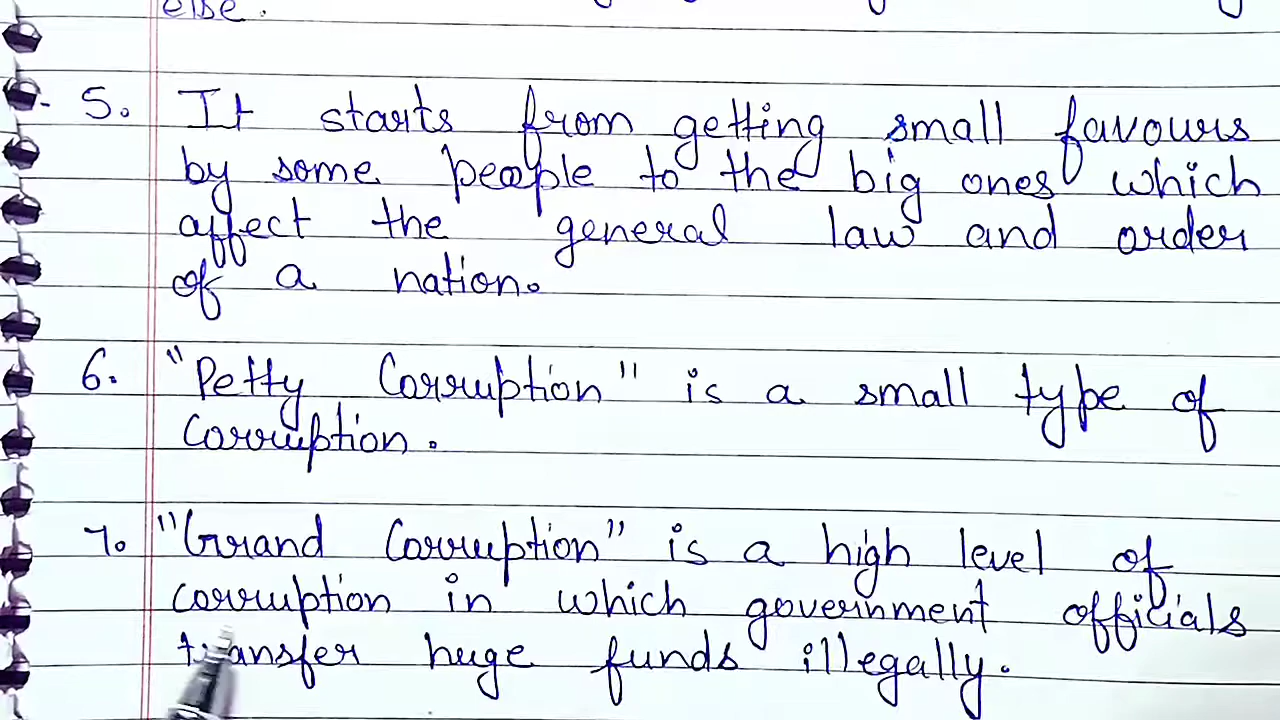 else.
5. It starts from getting small favours
by some people to the big ones which
affect the general law and order
of a nation.
6. "Petty Corruption" is a small type of
Corruption.
7. "Grand Corruption" is a high level of
corruption in which government officials
transfer huge funds illegally.